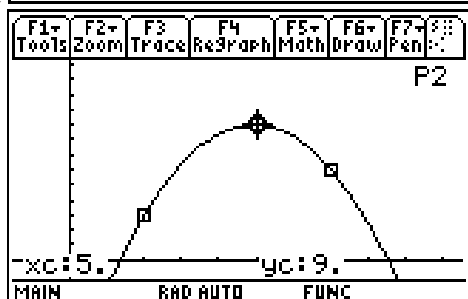 F1▾ F2▾ F3 F4 F5▾ F6▾ F7▾
Tools Zoom Trace ReGraph Math Draw Pen
P2
xc:5. yc:9.
MAIN RAD AUTO FUNC